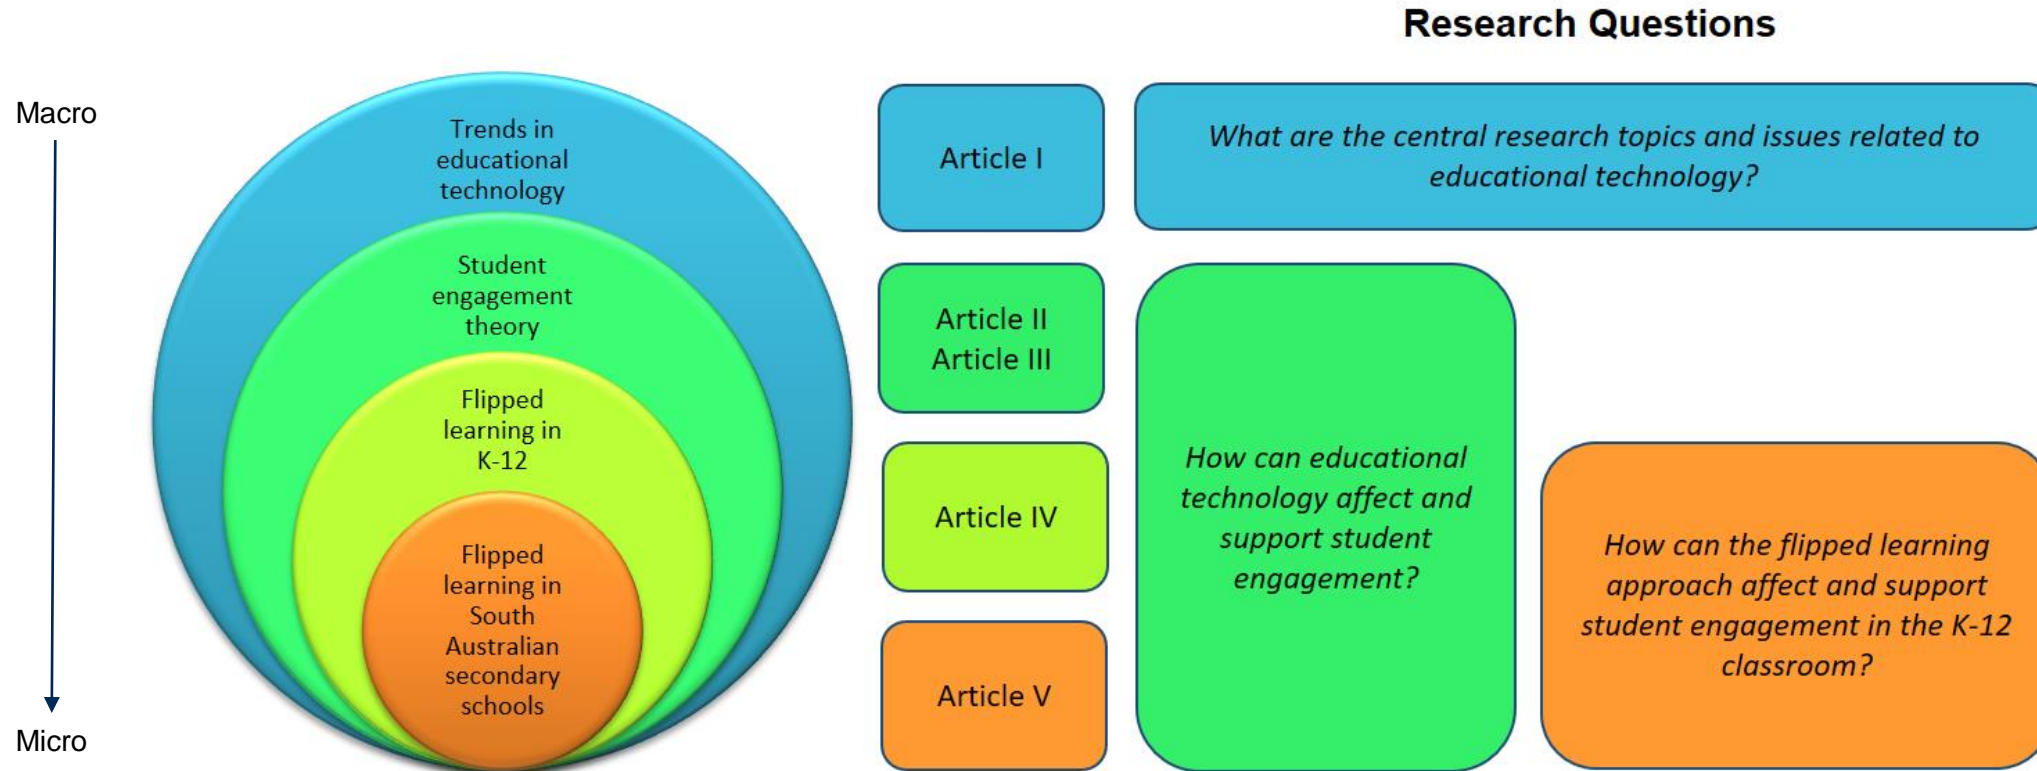 Research Questions
Macro
Micro
Trends in
educational
technology
Student
engagement
theory
Flipped
learning in
K-12
Flipped
learning in
South
Australian
secondary
schools
Article I
Article II
Article III
Article IV
Article V
What are the central research topics and issues related to
educational technology?
How can educational
technology affect and
support student
engagement?
How can the flipped learning
approach affect and support
student engagement in the K-12
classroom?